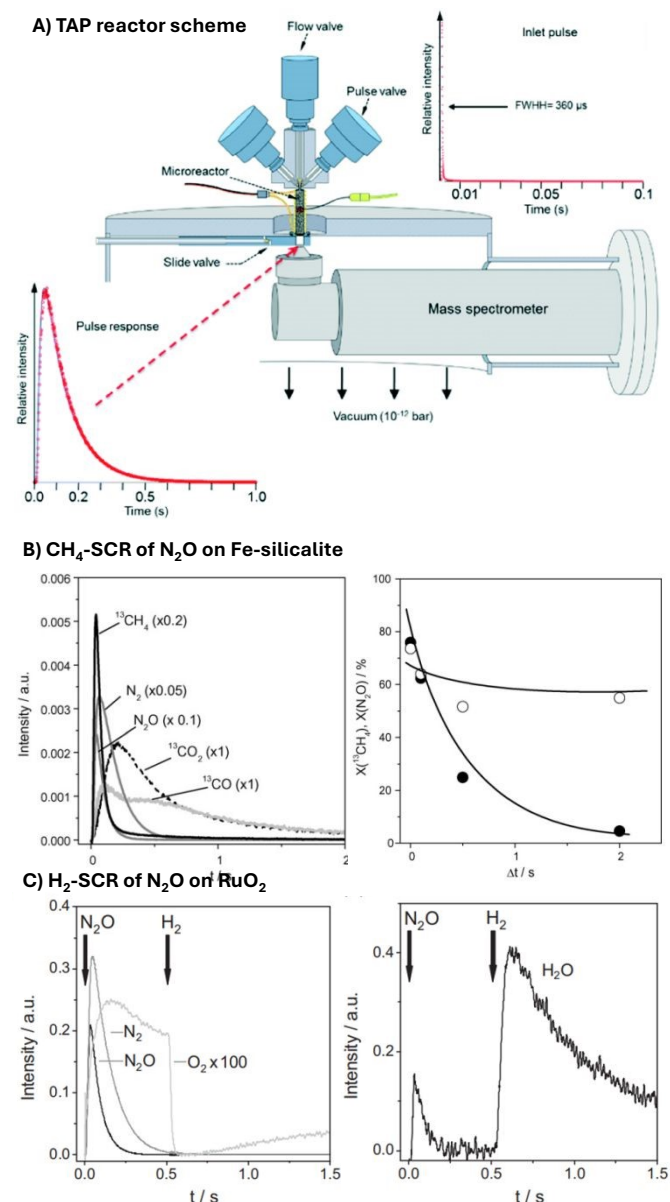 A) TAP reactor scheme
Flow valve
Pulse valve
Microreactor
Slide valve
Mass spectrometer
Vacuum (10⁻¹² bar)
Inlet pulse
Relative intensity
FWHH= 360 µs
0.01 0.05 0.1
Time (s)
Pulse response
Relative intensity
0.0 0.2 0.5 1.0
Time (s)
B) CH₄-SCR of N₂O on Fe-silicalite
0.006
0.005
0.004
0.003
0.002
0.001
0.000
Intensity / a.u.
¹³CH₄ (x0.2)
N₂ (x0.05)
N₂O (x 0.1)
¹³CO₂ (x1)
¹³CO (x1)
0 1 2
t / s
100
80
60
40
20
0
X(¹³CH₄), X(N₂O) / %
0 1 2
Δt / s
C) H₂-SCR of N₂O on RuO₂
0.4
0.3
0.2
0.1
0.0
Intensity / a.u.
N₂O H₂
N₂
N₂O
O₂ x 100
0.0 0.5 1.0 1.5
t / s
0.4
0.2
0.0
Intensity / a.u.
N₂O H₂
H₂O
0.0 0.5 1.0 1.5
t / s